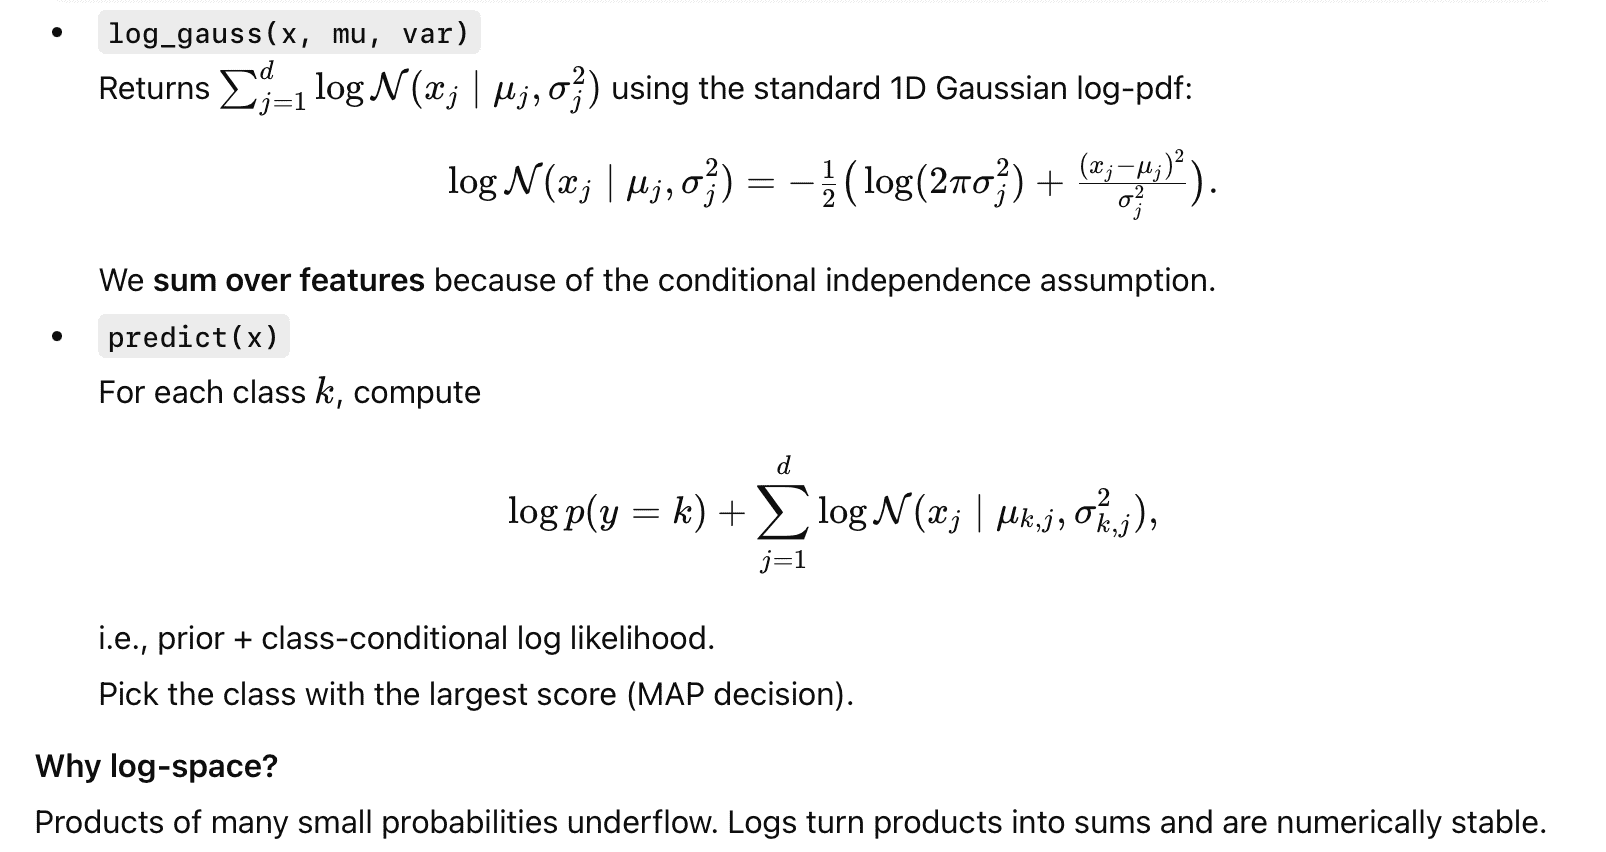 • log_gauss(x, mu, var)
Returns $\sum_{j=1}^{d} \log \mathcal{N}(x_j \mid \mu_j, \sigma_j^2)$ using the standard 1D Gaussian log-pdf:
$\log \mathcal{N}(x_j \mid \mu_j, \sigma_j^2) = -\frac{1}{2}\left(\log(2\pi\sigma_j^2) + \frac{(x_j-\mu_j)^2}{\sigma_j^2}\right).$
We sum over features because of the conditional independence assumption.
• predict(x)
For each class $k$, compute
$\log p(y = k) + \sum_{j=1}^{d} \log \mathcal{N}(x_j \mid \mu_{k,j}, \sigma_{k,j}^2),$
i.e., prior + class-conditional log likelihood.
Pick the class with the largest score (MAP decision).
Why log-space?
Products of many small probabilities underflow. Logs turn products into sums and are numerically stable.